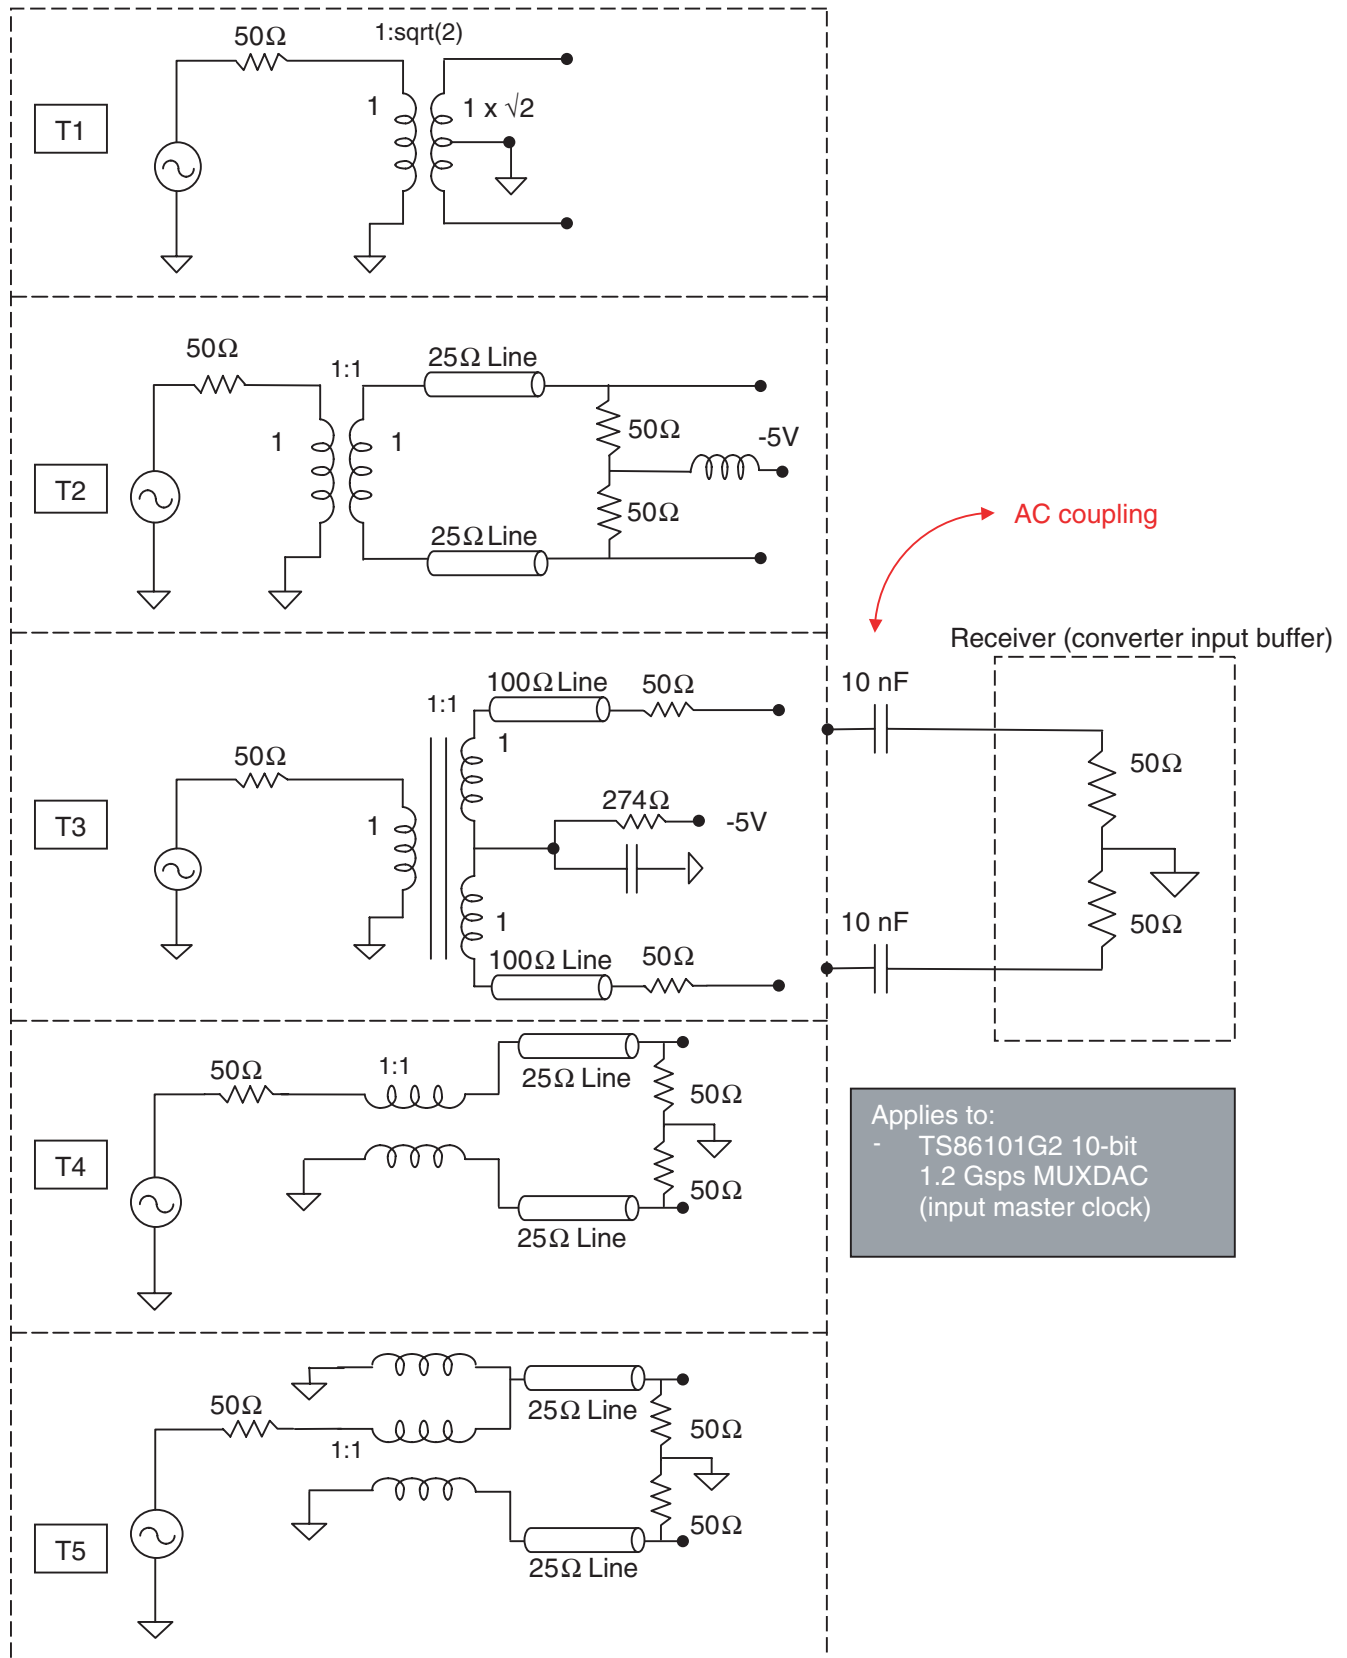 1:sqrt(2)
50Ω
1
1 x √2
T1
50Ω
1:1
25Ω Line
1
1
50Ω
-5V
T2
50Ω
25Ω Line
AC coupling
Receiver (converter input buffer)
100Ω Line
50Ω
10 nF
1:1
1
50Ω
50Ω
274Ω
-5V
T3
1
1
10 nF
50Ω
100Ω Line
50Ω
50Ω
1:1
25Ω Line
50Ω
T4
50Ω
25Ω Line
Applies to:
- TS86101G2 10-bit
1.2 Gsps MUXDAC
(input master clock)
50Ω
25Ω Line
50Ω
1:1
T5
50Ω
25Ω Line